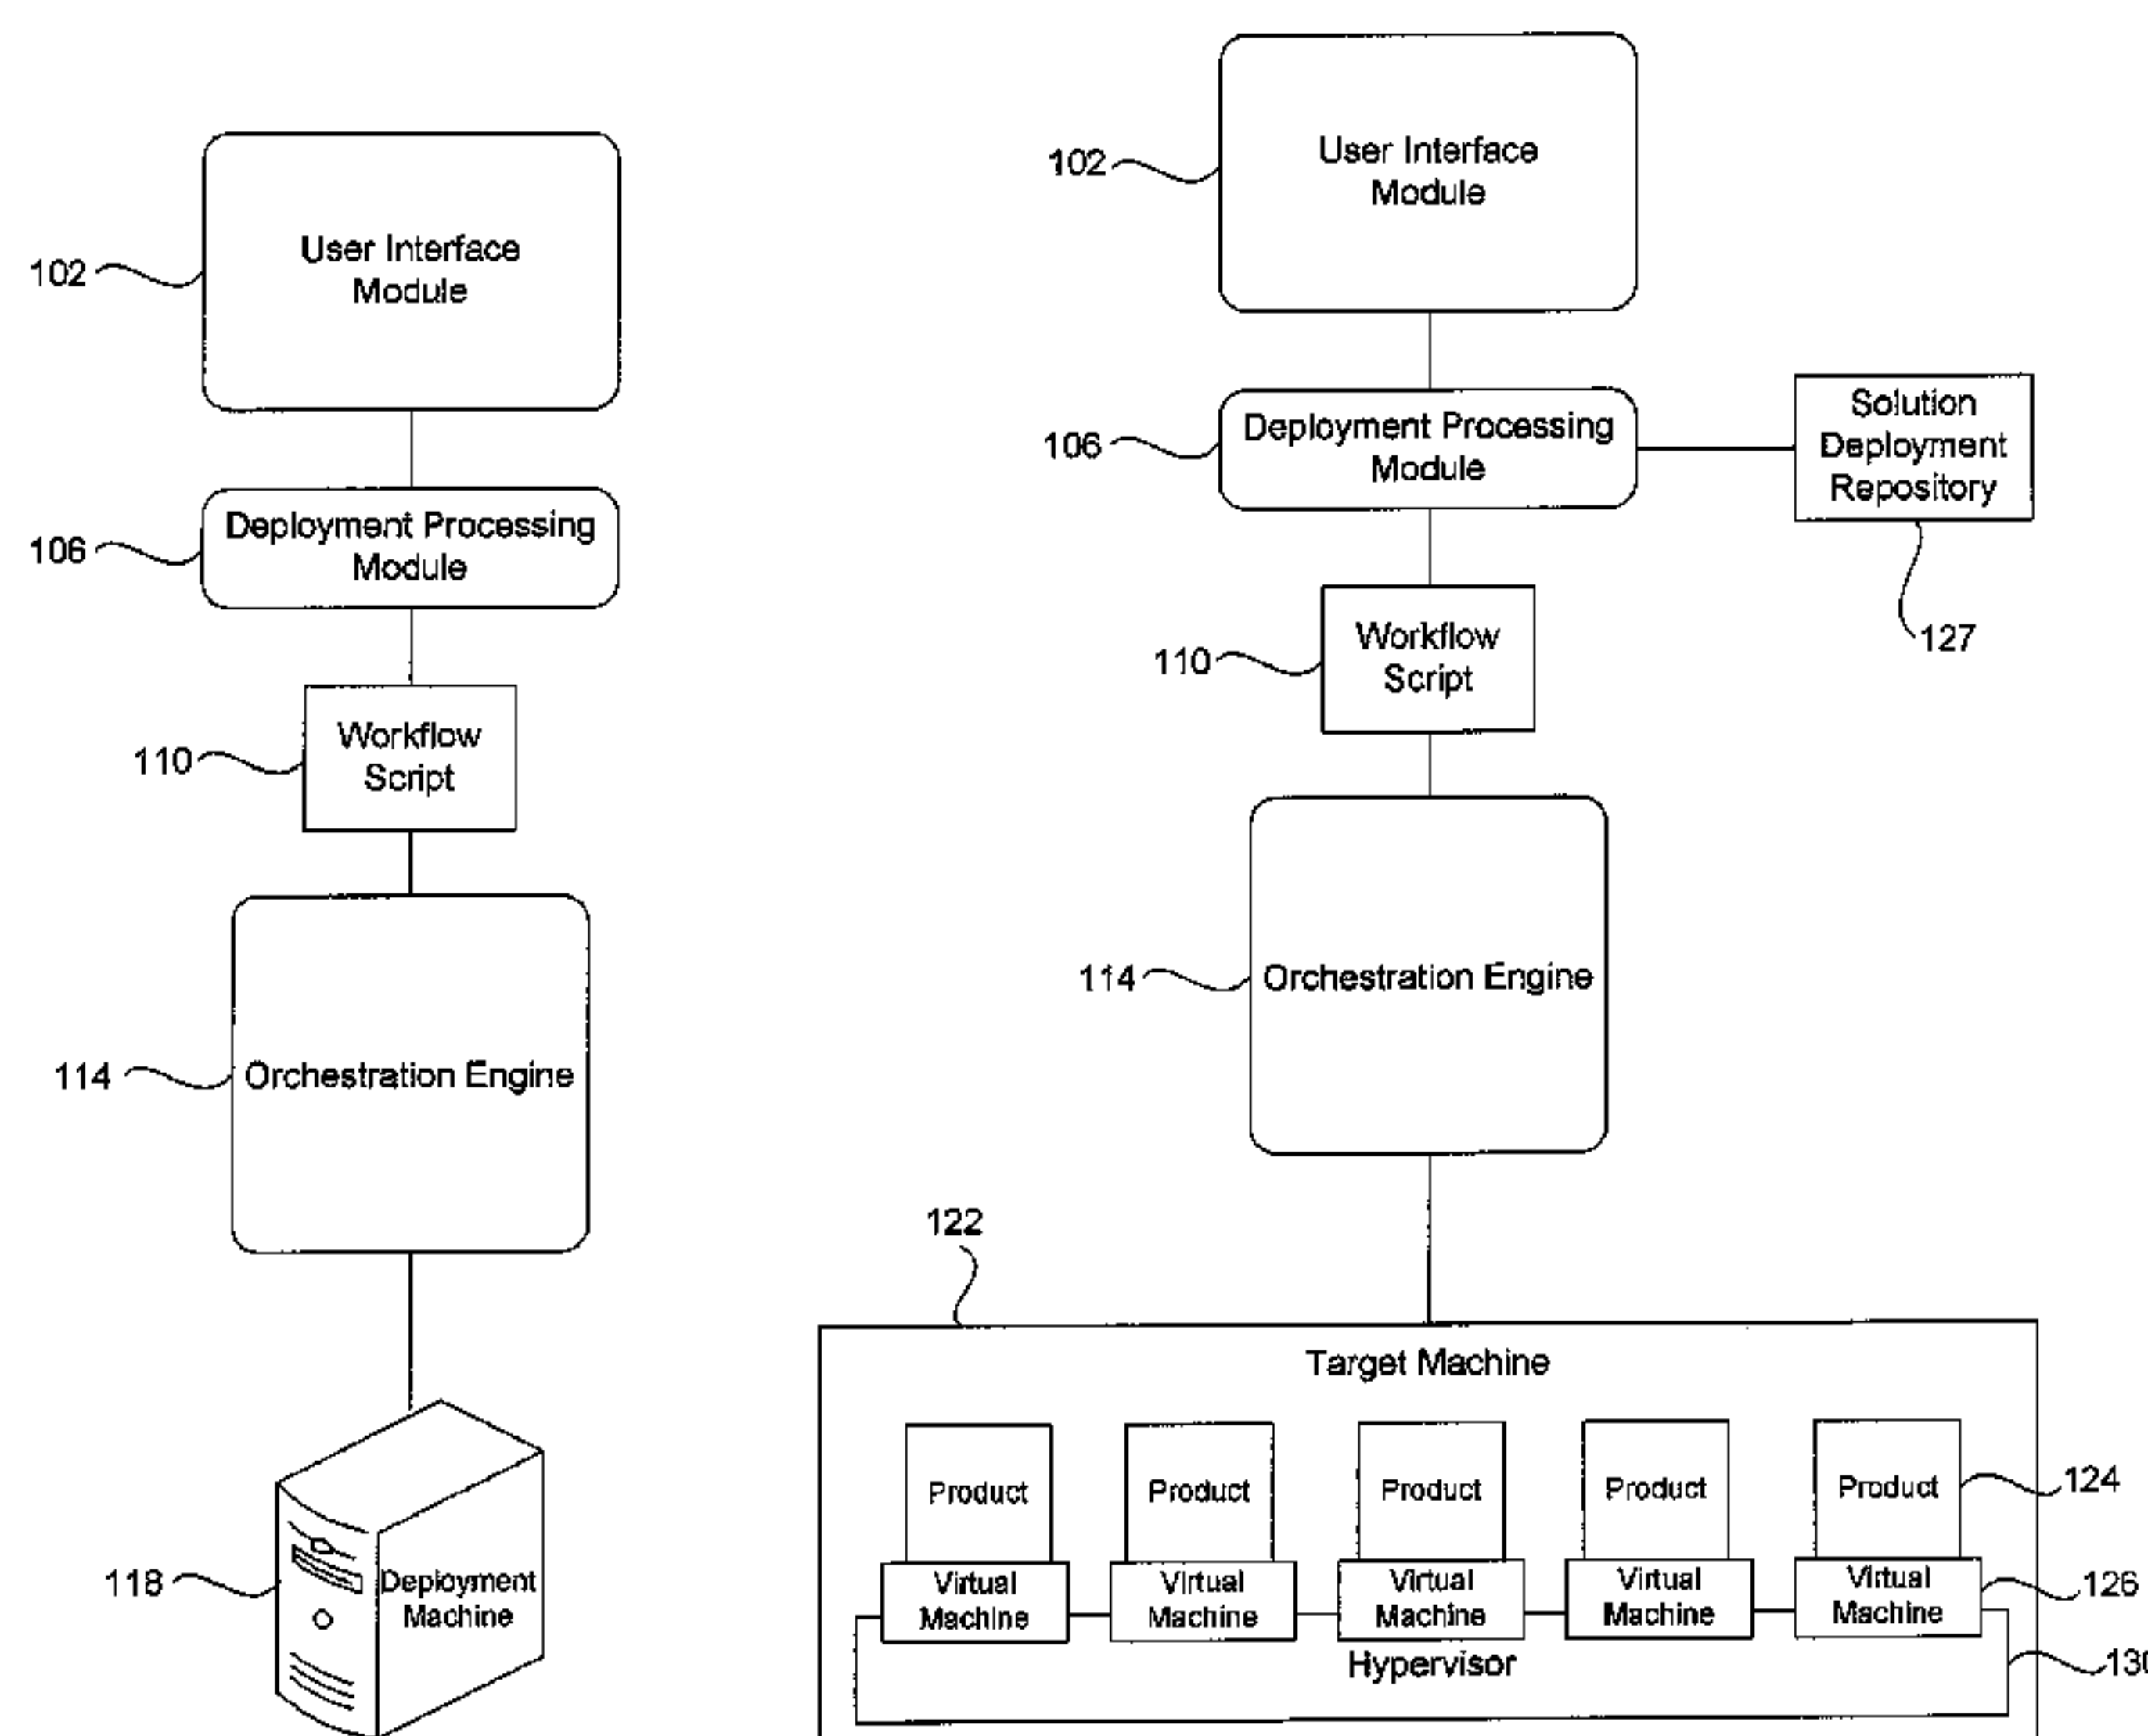 User Interface
Module
102
Deployment Processing
Module
106
Workflow
Script
110
Orchestration Engine
114
Deployment
Machine
118
User Interface
Module
102
Deployment Processing
Module
106
Solution
Deployment
Repository
127
Workflow
Script
110
Orchestration Engine
114
122
Target Machine
Product
Product
Product
Product
Product
124
Virtual
Machine
Virtual
Machine
Virtual
Machine
Virtual
Machine
Virtual
Machine
126
Hypervisor
130